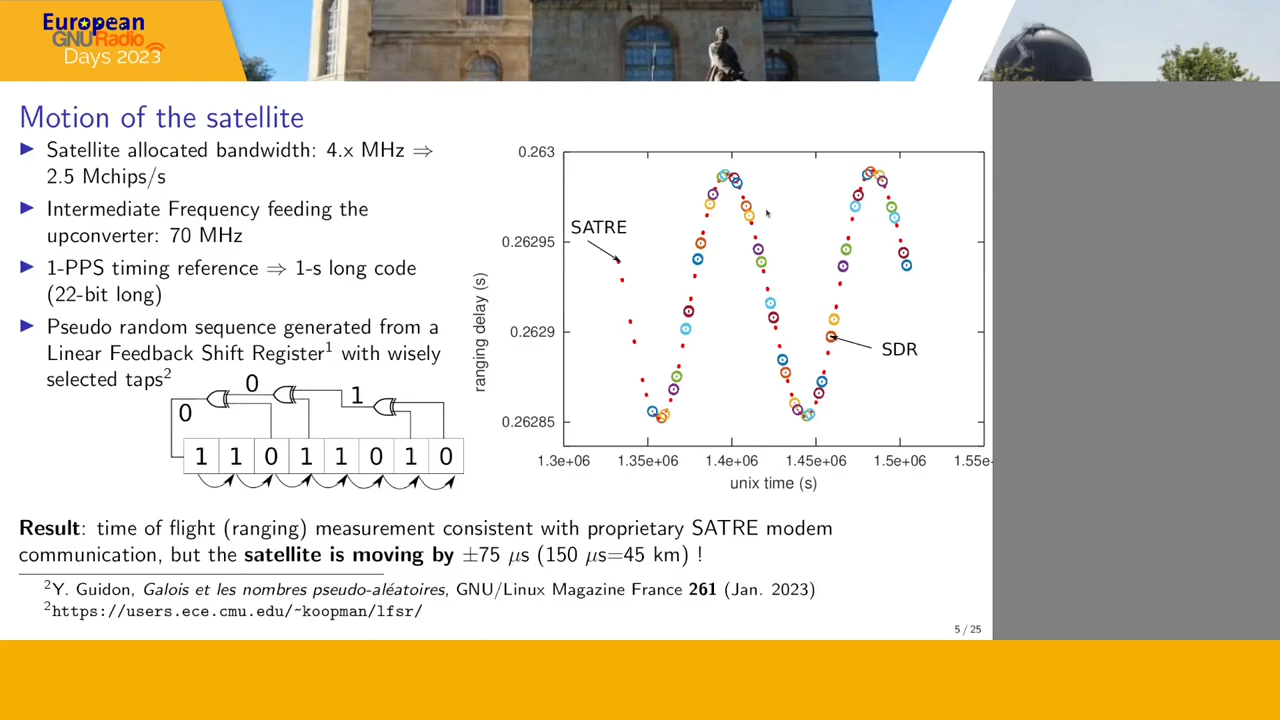 European
GNURadio
Days 2023
Motion of the satellite
Satellite allocated bandwidth: 4.x MHz ⇒
2.5 Mchips/s
Intermediate Frequency feeding the
upconverter: 70 MHz
1-PPS timing reference ⇒ 1-s long code
(22-bit long)
Pseudo random sequence generated from a
Linear Feedback Shift Register¹ with wisely
selected taps²
0
0
1
1 1 0 1 1 0 1 0
0.263
0.26295
0.2629
0.26285
ranging delay (s)
SATRE
SDR
1.3e+06 1.35e+06 1.4e+06 1.45e+06 1.5e+06 1.55e-
unix time (s)
Result: time of flight (ranging) measurement consistent with proprietary SATRE modem
communication, but the satellite is moving by ±75 μs (150 μs=45 km) !
²Y. Guidon, Galois et les nombres pseudo-aléatoires, GNU/Linux Magazine France 261 (Jan. 2023)
²https://users.ece.cmu.edu/~koopman/lfsr/
5 / 25